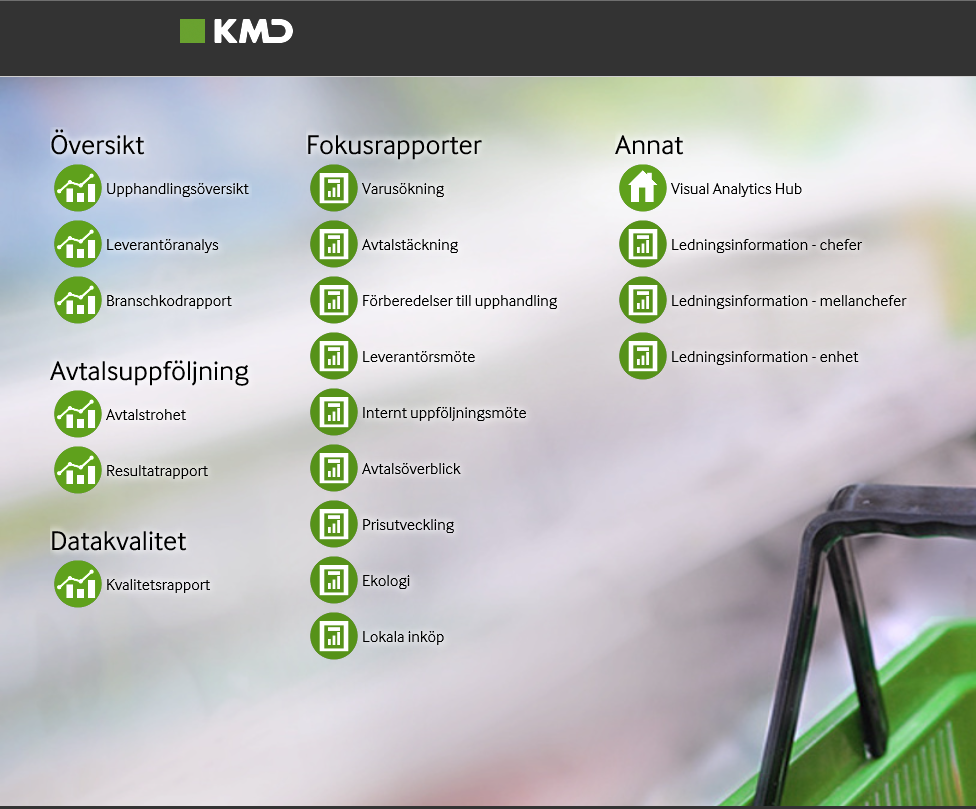 KMD
Översikt
Upphandlingsöversikt
Leverantöranalys
Branschkodrapport
Avtalsuppföljning
Avtalstrohet
Resultatrapport
Datakvalitet
Kvalitetsrapport
Fokusrapporter
Varusökning
Avtalstäckning
Förberedelser till upphandling
Leverantörsmöte
Internt uppföljningsmöte
Avtalsöverblick
Prisutveckling
Ekologi
Lokala inköp
Annat
Visual Analytics Hub
Ledningsinformation - chefer
Ledningsinformation - mellanchefer
Ledningsinformation - enhet